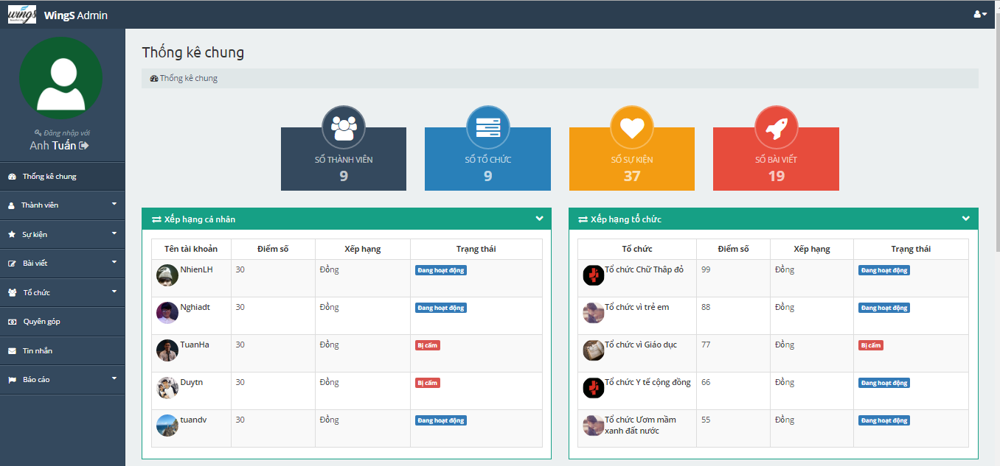 wings WingS Admin
Thống kê chung
Thống kê chung
Đăng nhập với
Anh Tuấn
Thống kê chung
Thành viên
Sự kiện
Bài viết
Tổ chức
Quyên góp
Tin nhắn
Báo cáo
SỐ THÀNH VIÊN
9
SỐ TỔ CHỨC
9
SỐ SỰ KIỆN
37
SỐ BÀI VIẾT
19
Xếp hạng cá nhân
Tên tài khoản Điểm số Xếp hạng Trạng thái
NhienLH 30 Đồng Đang hoạt động
Nghiadt 30 Đồng Đang hoạt động
TuanHa 30 Đồng Bị cấm
Duytn 30 Đồng Bị cấm
tuandv 30 Đồng Đang hoạt động
Xếp hạng tổ chức
Tổ chức Điểm số Xếp hạng Trạng thái
Tổ chức Chữ Thâp đỏ 99 Đồng Đang hoạt động
Tổ chức vì trẻ em 88 Đồng Đang hoạt động
Tổ chức vì Giáo dục 77 Đồng Bị cấm
Tổ chức Y tế cộng đồng 66 Đồng Đang hoạt động
Tổ chức Ươm mầm 55 Đồng Đang hoạt động
xanh đất nước